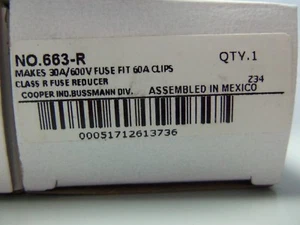 NO.663-R QTY.1
MAKES 30A/600V FUSE FIT 60A CLIPS
CLASS R FUSE REDUCER 234
COOPER IND.BUSSMANN DIV. ASSEMBLED IN MEXICO
00051712613736